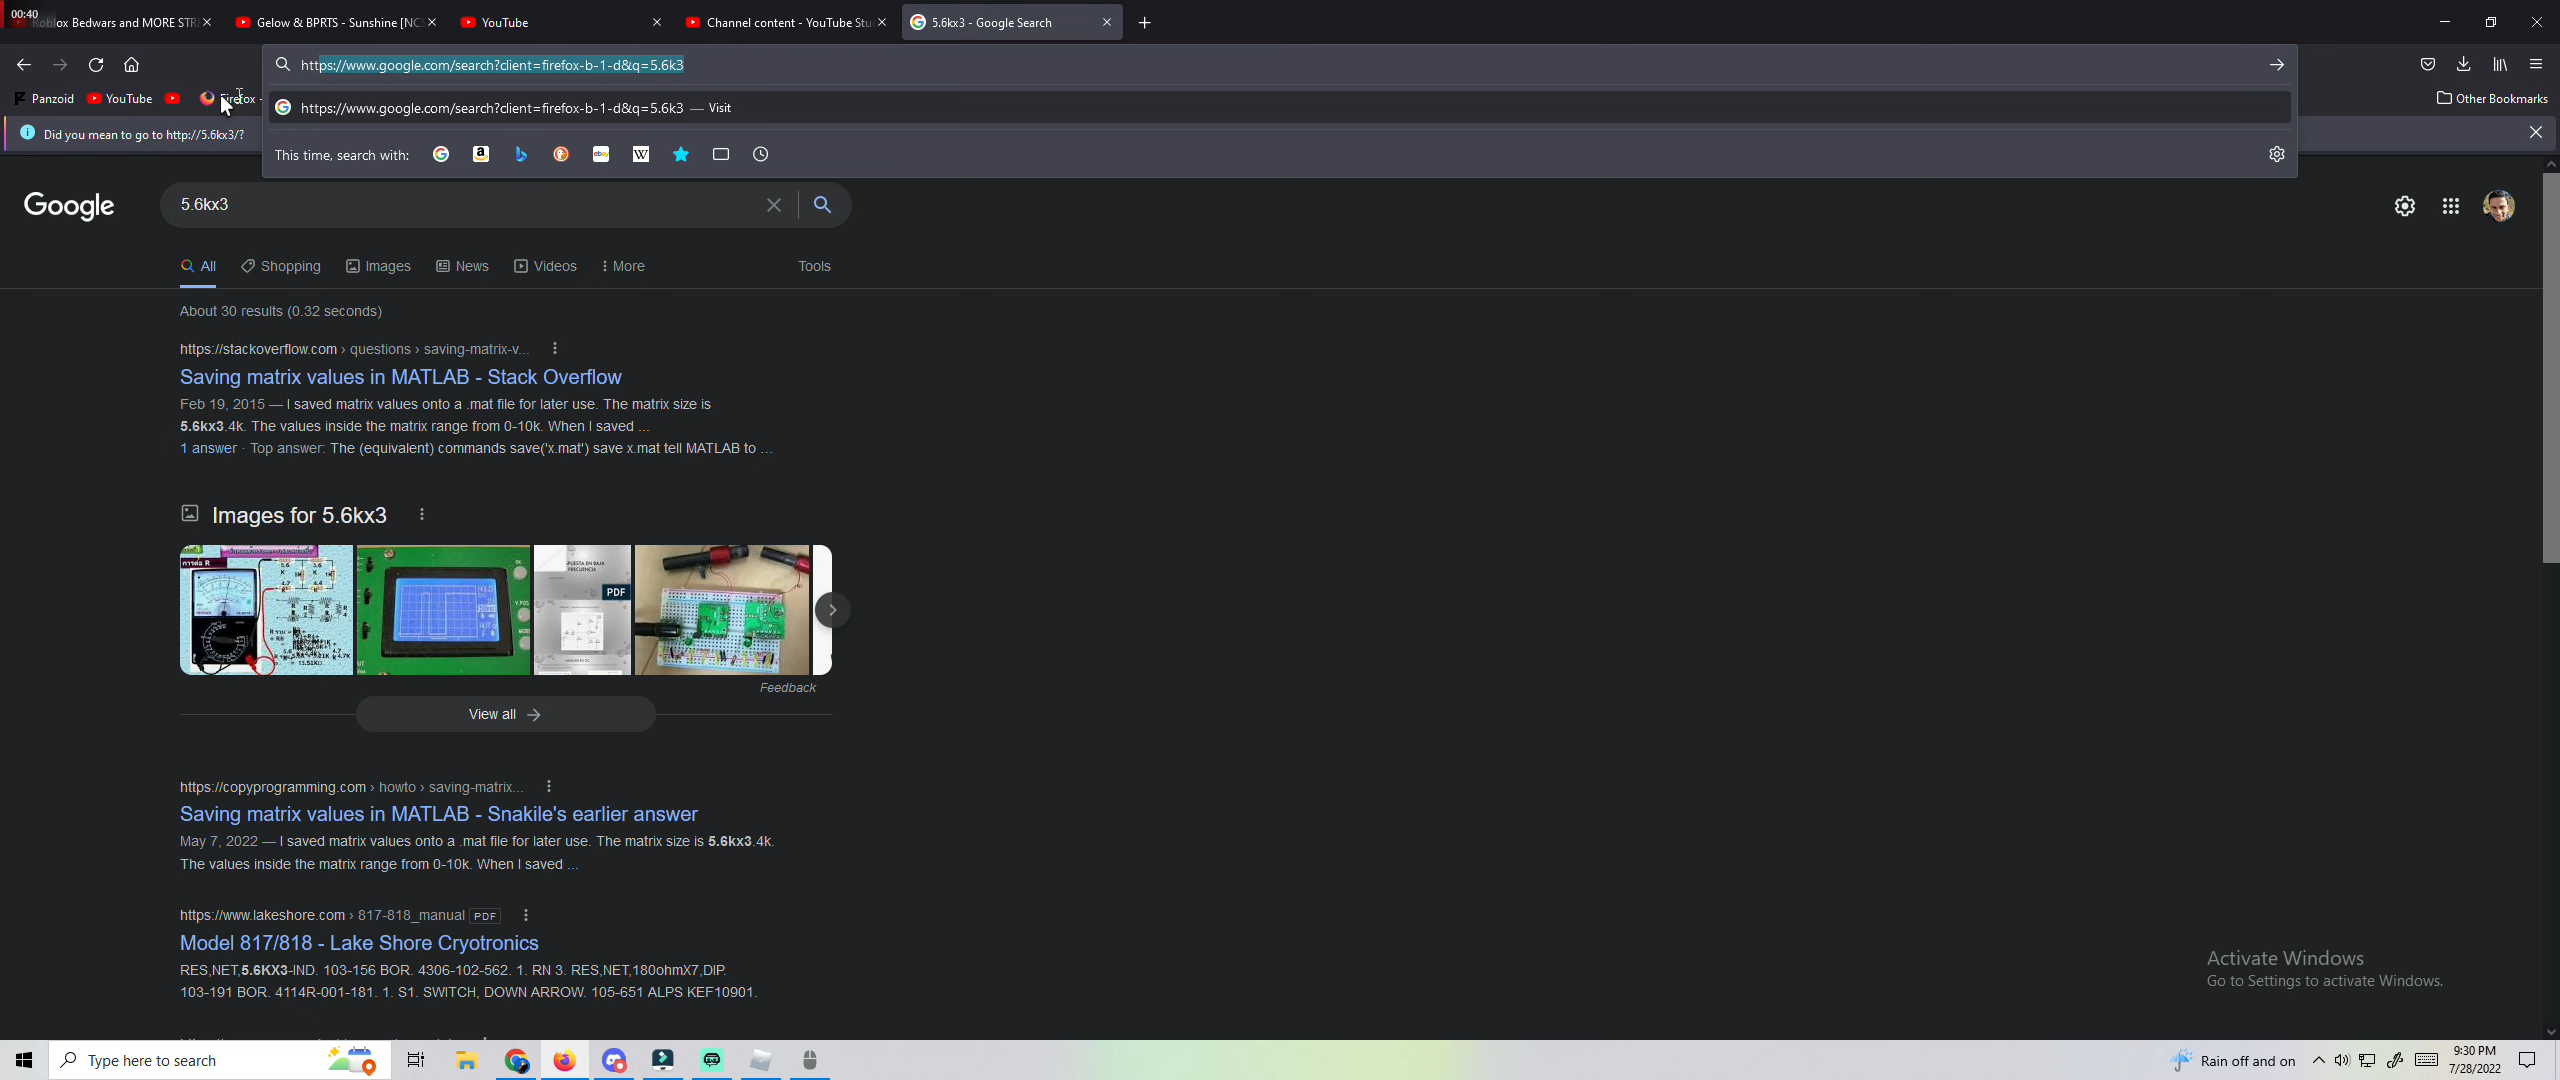 00:40
Roblox Bedwars and MORE STR
Gelow & BPRTS - Sunshine [NCS
YouTube
Channel content - YouTube Stu
5.6kx3 - Google Search
https://www.google.com/search?client=firefox-b-1-d&q=5.6k3
Panzoid
YouTube
Firefox -
https://www.google.com/search?client=firefox-b-1-d&q=5.6k3 — Visit
Other Bookmarks
Did you mean to go to http://5.6kx3/?
This time, search with:
Google
5.6kx3
All
Shopping
Images
News
Videos
More
Tools
About 30 results (0.32 seconds)
https://stackoverflow.com › questions › saving-matrix-v...
Saving matrix values in MATLAB - Stack Overflow
Feb 19, 2015 — I saved matrix values onto a .mat file for later use. The matrix size is
5.6kx3.4k. The values inside the matrix range from 0-10k. When I saved ...
1 answer · Top answer: The (equivalent) commands save('x.mat') save x.mat tell MATLAB to ...
Images for 5.6kx3
PDF
Feedback
View all
https://copyprogramming.com › howto › saving-matrix...
Saving matrix values in MATLAB - Snakile's earlier answer
May 7, 2022 — I saved matrix values onto a .mat file for later use. The matrix size is 5.6kx3.4k.
The values inside the matrix range from 0-10k. When I saved ...
https://www.lakeshore.com › 817-818_manual PDF
Model 817/818 - Lake Shore Cryotronics
RES,NET,5.6KX3-IND. 103-156 BOR. 4306-102-562. 1. RN 3. RES,NET,180ohmX7,DIP.
103-191 BOR. 4114R-001-181. 1. S1. SWITCH, DOWN ARROW. 105-651 ALPS KEF10901.
Activate Windows
Go to Settings to activate Windows.
Type here to search
Rain off and on
9:30 PM
7/28/2022